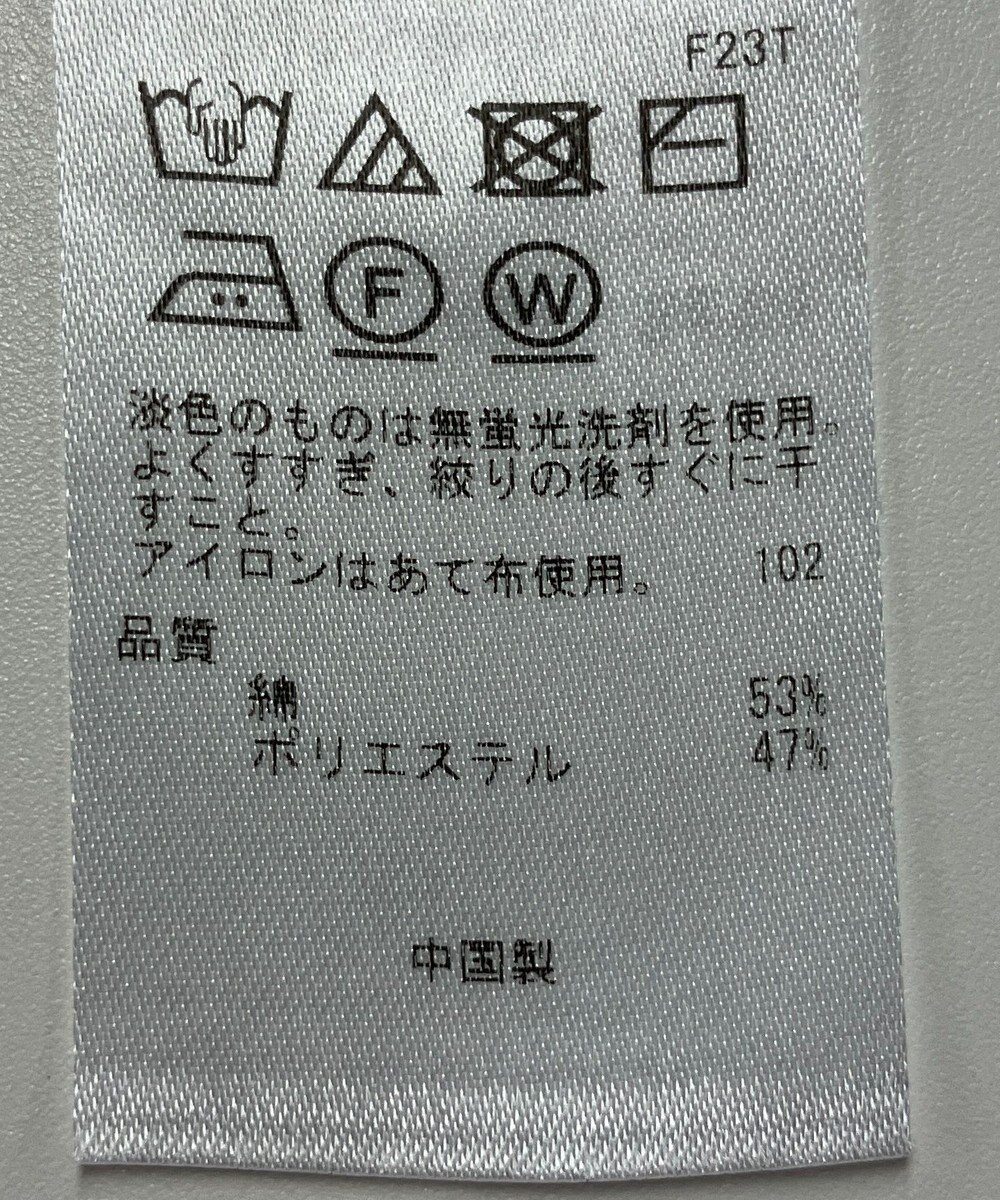 F23T
F W
淡色のものは無蛍光洗剤を使用。
よくすすぎ、絞りの後すぐに干
すこと。
アイロンはあて布使用。 102
品質
綿 53%
ポリエステル 47%
中国製